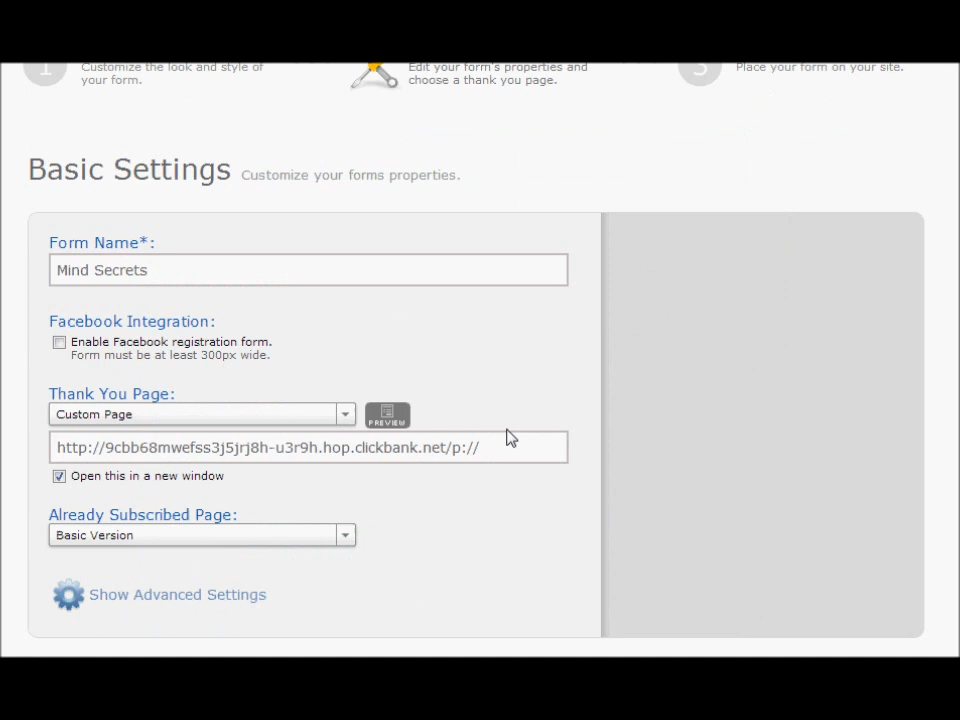 1
Customize the look and style of
your form.
Edit your form's properties and
choose a thank you page.
3
Place your form on your site.
Basic Settings Customize your forms properties.
Form Name*:
Mind Secrets
Facebook Integration:
Enable Facebook registration form.
Form must be at least 300px wide.
Thank You Page:
Custom Page
PREVIEW
http://9cbb68mwefss3j5jrj8h-u3r9h.hop.clickbank.net/p://
Open this in a new window
Already Subscribed Page:
Basic Version
Show Advanced Settings